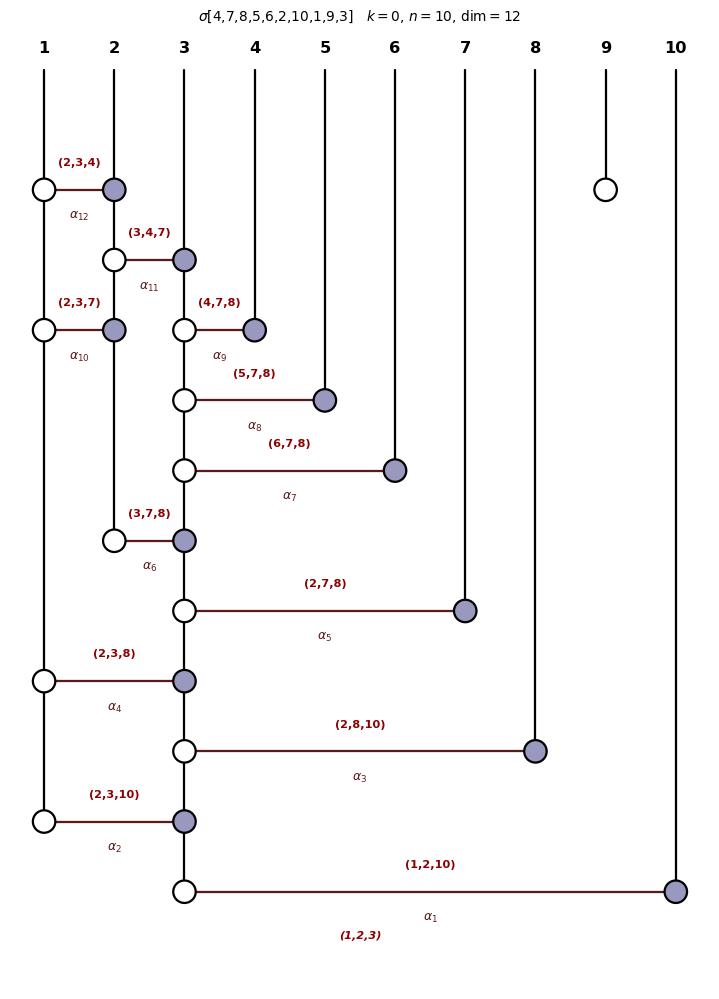 σ[4,7,8,5,6,2,10,1,9,3]   k = 0, n = 10, dim = 12
1 2 3 4 5 6 7 8 9 10
(2,3,4)
α₁₂
(3,4,7)
α₁₁
(2,3,7) (4,7,8)
α₁₀ α₉
(5,7,8)
α₈
(6,7,8)
α₇
(3,7,8)
α₆
(2,7,8)
α₅
(2,3,8)
α₄
(2,8,10)
α₃
(2,3,10)
α₂
(1,2,10)
α₁
(1,2,3)